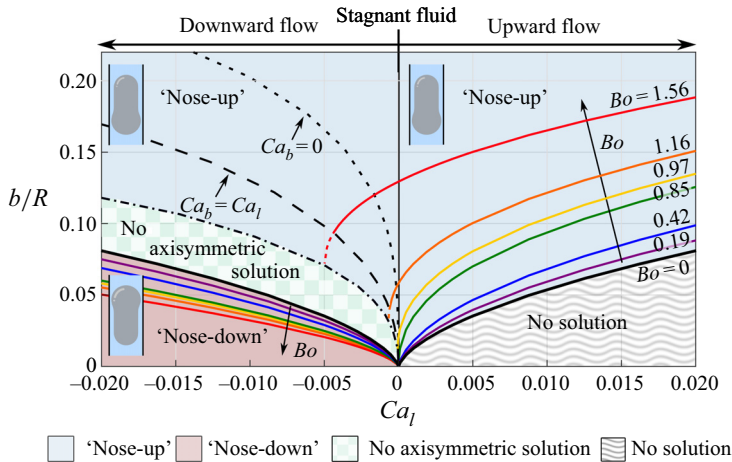 Stagnant fluid
Downward flow
Upward flow
0.20
0.15
0.10
0.05
0
b/R
‘Nose-up’
‘Nose-up’
Ca_b = 0
Ca_b = Ca_l
No
axisymmetric
solution
‘Nose-down’
Bo
Bo
Bo = 1.56
1.16
0.97
0.85
0.42
0.19
Bo = 0
No solution
–0.020 –0.015 –0.010 –0.005 0 0.005 0.010 0.015 0.020
Ca_l
‘Nose-up’ ‘Nose-down’ No axisymmetric solution No solution